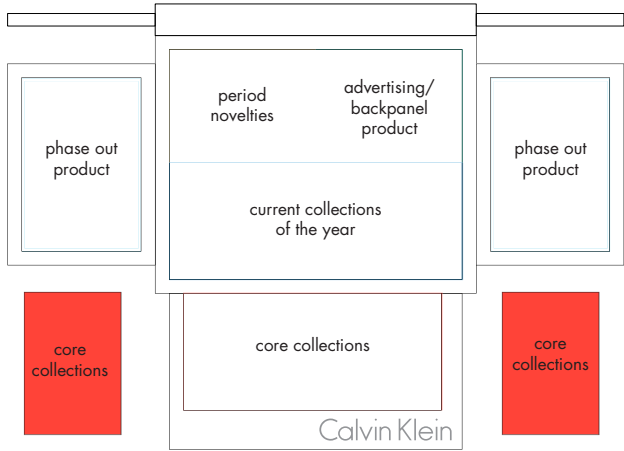 period
novelties
advertising/
backpanel
product
phase out
product
phase out
product
current collections
of the year
core
collections
core collections
core
collections
Calvin Klein